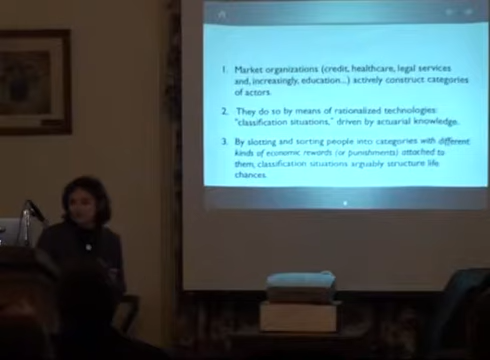 1. Market organizations (credit, healthcare, legal services
and, increasingly, education...) actively construct categories
of actors.
2. They do so by means of rationalized technologies:
"classification situations," driven by actuarial knowledge.
3. By slotting and sorting people into categories with different
kinds of economic rewards (or punishments) attached to
them, classification situations arguably structure life
chances.